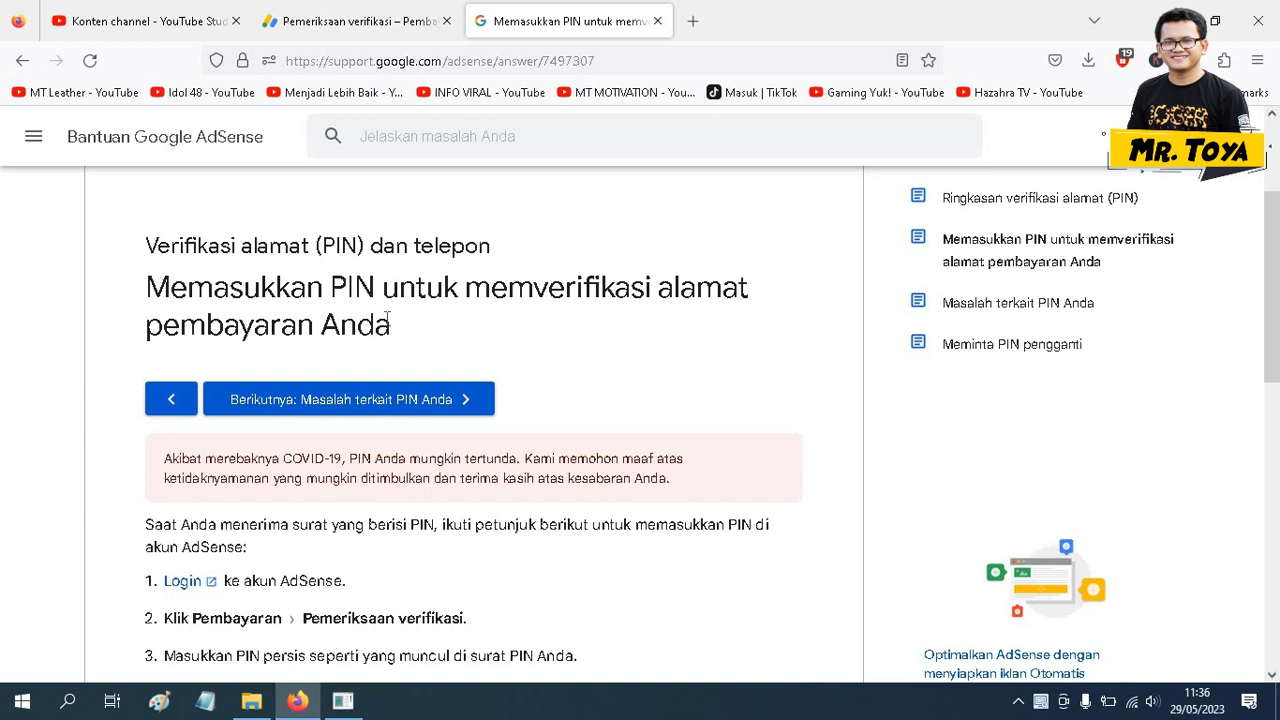 Konten channel - YouTube Stud
Pemeriksaan verifikasi – Pemba
Memasukkan PIN untuk memv
https://support.google.com/adsense/answer/7497307
19
MT Leather - YouTube
Idol 48 - YouTube
Menjadi Lebih Baik - Y...
INFO VIRAL - YouTube
MT MOTIVATION - You...
Masuk | TikTok
Gaming Yuk! - YouTube
Hazahra TV - YouTube
Bantuan Google AdSense
Jelaskan masalah Anda
MR. TOYA
Verifikasi alamat (PIN) dan telepon
Memasukkan PIN untuk memverifikasi alamat
pembayaran Anda
Berikutnya: Masalah terkait PIN Anda
Akibat merebaknya COVID-19, PIN Anda mungkin tertunda. Kami memohon maaf atas
ketidaknyamanan yang mungkin ditimbulkan dan terima kasih atas kesabaran Anda.
Saat Anda menerima surat yang berisi PIN, ikuti petunjuk berikut untuk memasukkan PIN di
akun AdSense:
1. Login ke akun AdSense.
2. Klik Pembayaran › Pemeriksaan verifikasi.
3. Masukkan PIN persis seperti yang muncul di surat PIN Anda.
Ringkasan verifikasi alamat (PIN)
Memasukkan PIN untuk memverifikasi
alamat pembayaran Anda
Masalah terkait PIN Anda
Meminta PIN pengganti
Optimalkan AdSense dengan
menyiapkan iklan Otomatis
11:36
29/05/2023